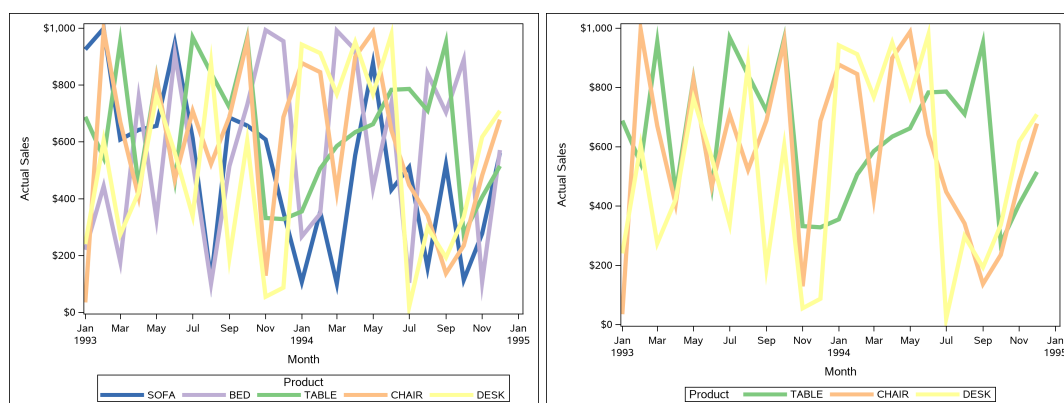 $1,000
$800
$600
$400
$200
$0
Actual Sales
Jan Mar May Jul Sep Nov Jan Mar May Jul Sep Nov Jan
1993 1994 1995
Month
Product
SOFA BED TABLE CHAIR DESK
$1,000
$800
$600
$400
$200
$0
Actual Sales
Jan Mar May Jul Sep Nov Jan Mar May Jul Sep Nov Jan
1993 1994 1995
Month
Product TABLE CHAIR DESK